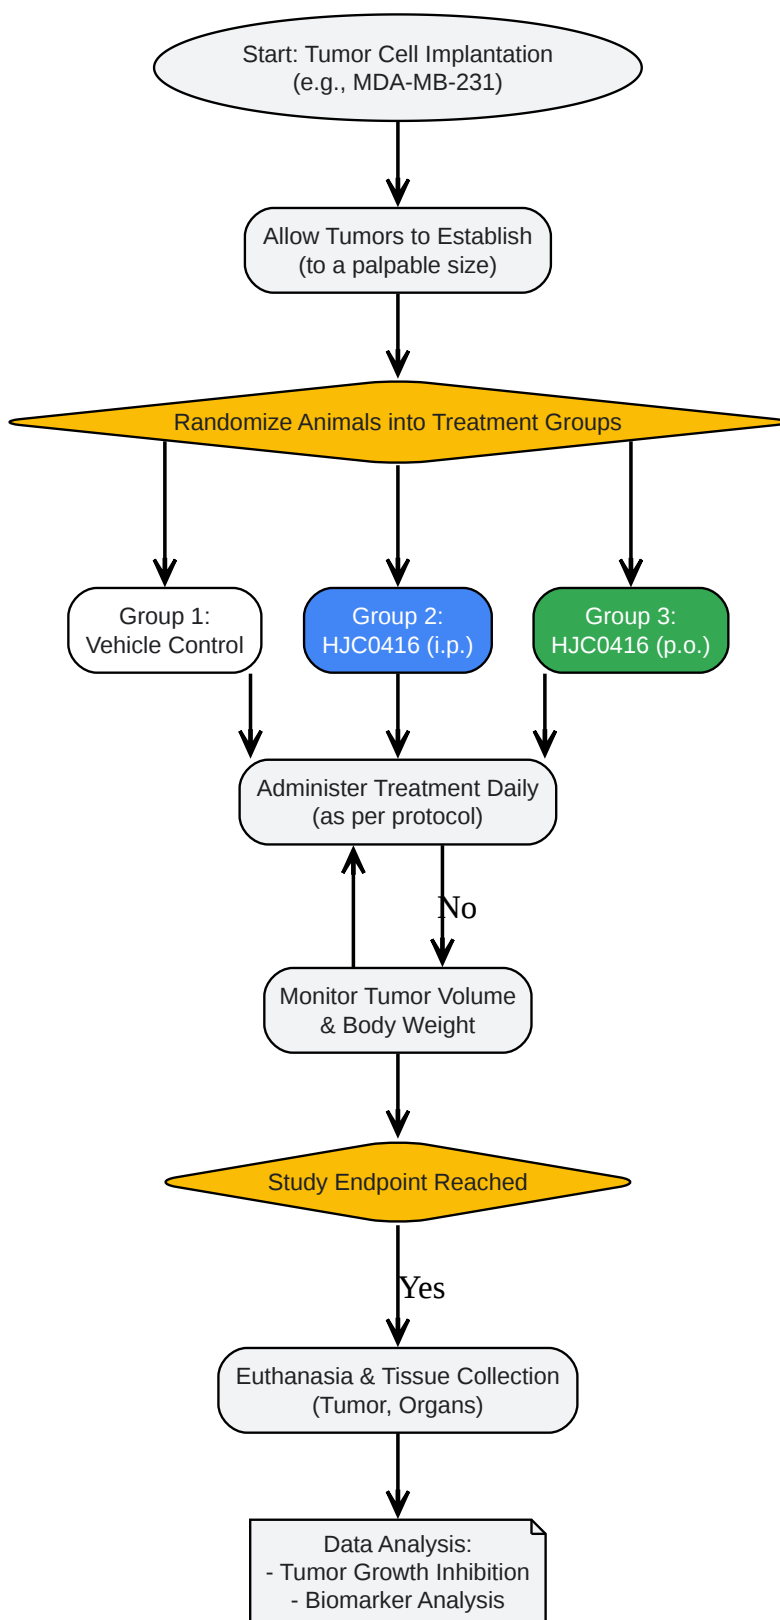 Start: Tumor Cell Implantation
(e.g., MDA-MB-231)
Allow Tumors to Establish
(to a palpable size)
Randomize Animals into Treatment Groups
Group 1:
Vehicle Control
Group 2:
HJC0416 (i.p.)
Group 3:
HJC0416 (p.o.)
Administer Treatment Daily
(as per protocol)
No
Monitor Tumor Volume
& Body Weight
Study Endpoint Reached
Yes
Euthanasia & Tissue Collection
(Tumor, Organs)
Data Analysis:
- Tumor Growth Inhibition
- Biomarker Analysis